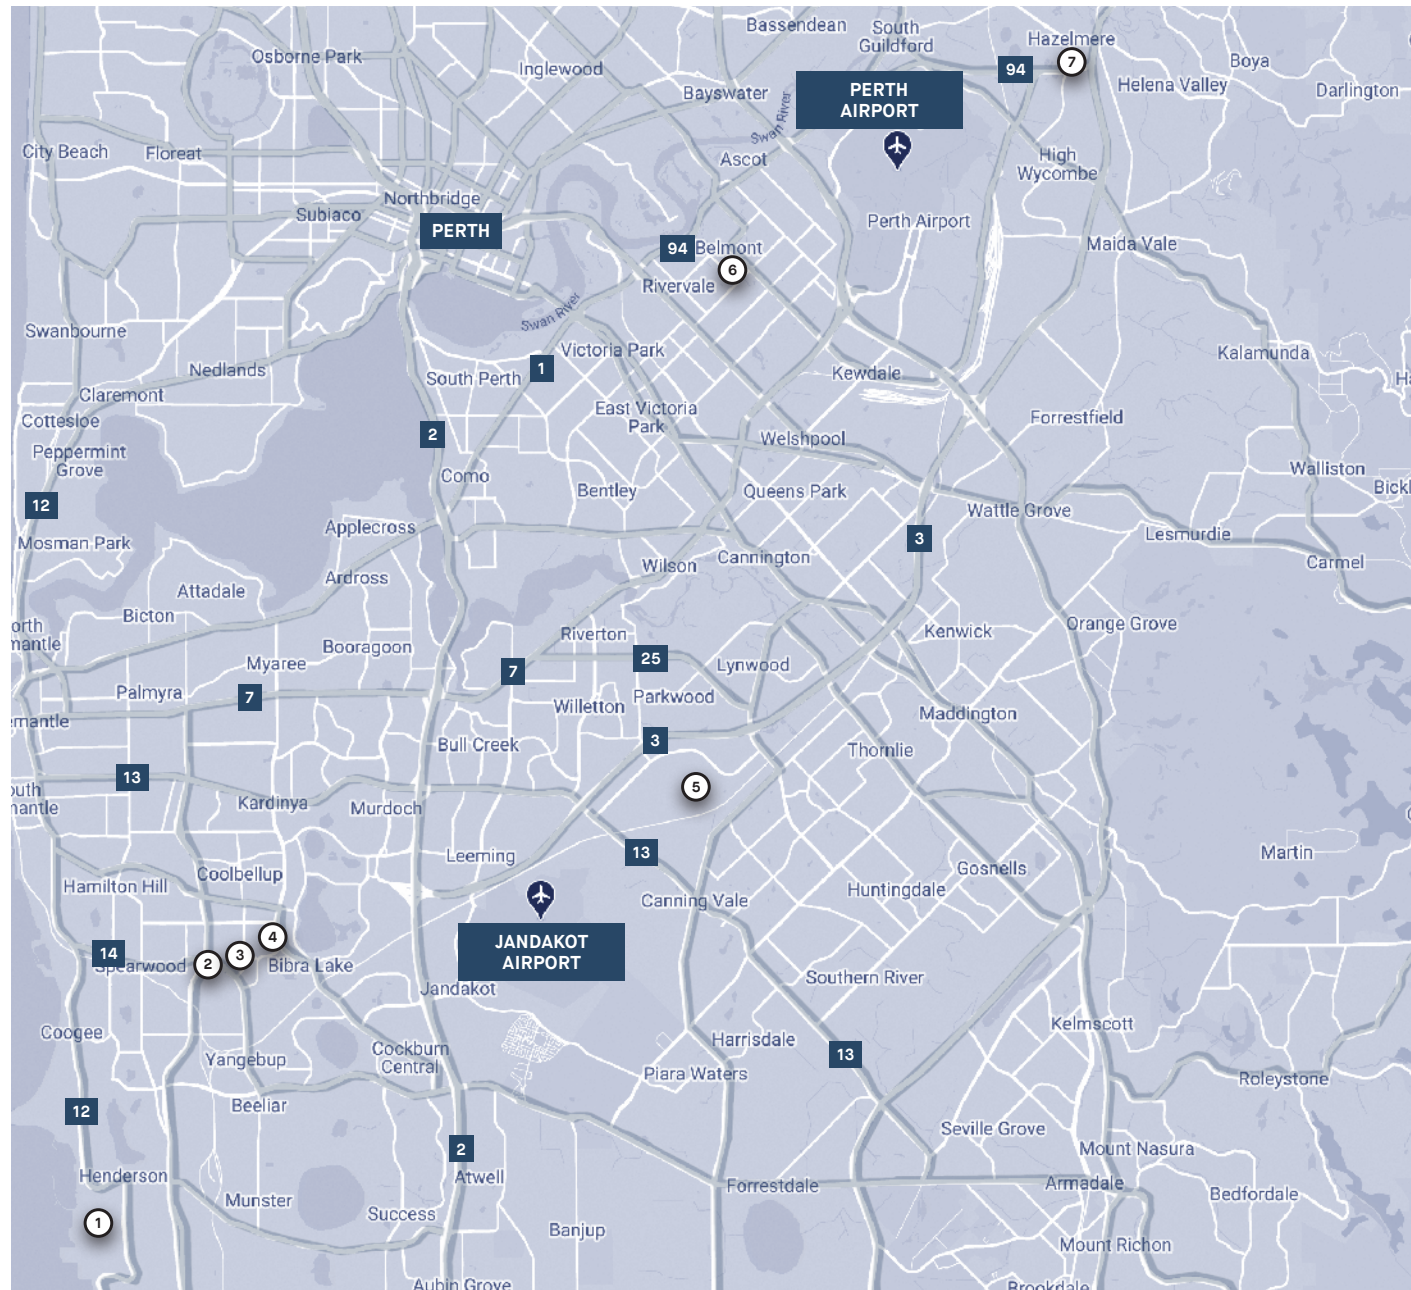 Bassendean
South
Guildford
Hazelmere
7
Osborne Park
Inglewood
94
Boya
Helena Valley
Darlington
Bayswater
PERTH
AIRPORT
Swan River
City Beach
Floreat
Ascot
High
Wycombe
Northbridge
Subiaco
PERTH
Perth Airport
Maida Vale
94
Belmont
6
Rivervale
Swan River
Swanbourne
Victoria Park
Kalamunda
Nedlands
South Perth
1
Kewdale
Claremont
East Victoria
Park
Forrestfield
Cottesloe
2
Welshpool
Peppermint
Grove
Walliston
Como
Bentley
Queens Park
12
Wattle Grove
Applecross
Lesmurdie
Mosman Park
3
Wilson
Cannington
Carmel
Ardross
Attadale
Bicton
orth
mantle
Riverton
Kenwick
Orange Grove
Booragoon
Myaree
7
25
Lynwood
Palmyra
7
Willetton
Parkwood
emantle
Maddington
Bull Creek
3
Thornlie
13
5
outh
mantle
Kardinya
Murdoch
Leeming
13
Martin
Coolbellup
Gosnells
Hamilton Hill
Huntingdale
Canning Vale
4
14
JANDAKOT
AIRPORT
Spearwood
2
3
Bibra Lake
Southern River
Jandakot
Coogee
Kelmscott
Harrisdale
Cockburn
Central
13
Yangebup
Piara Waters
Roleystone
Beeliar
12
Seville Grove
2
Mount Nasura
Henderson
Atwell
Forrestdale
Armadale
Bedfordale
Munster
Success
1
Banjup
Mount Richon
Aubin Grove
Brookdale